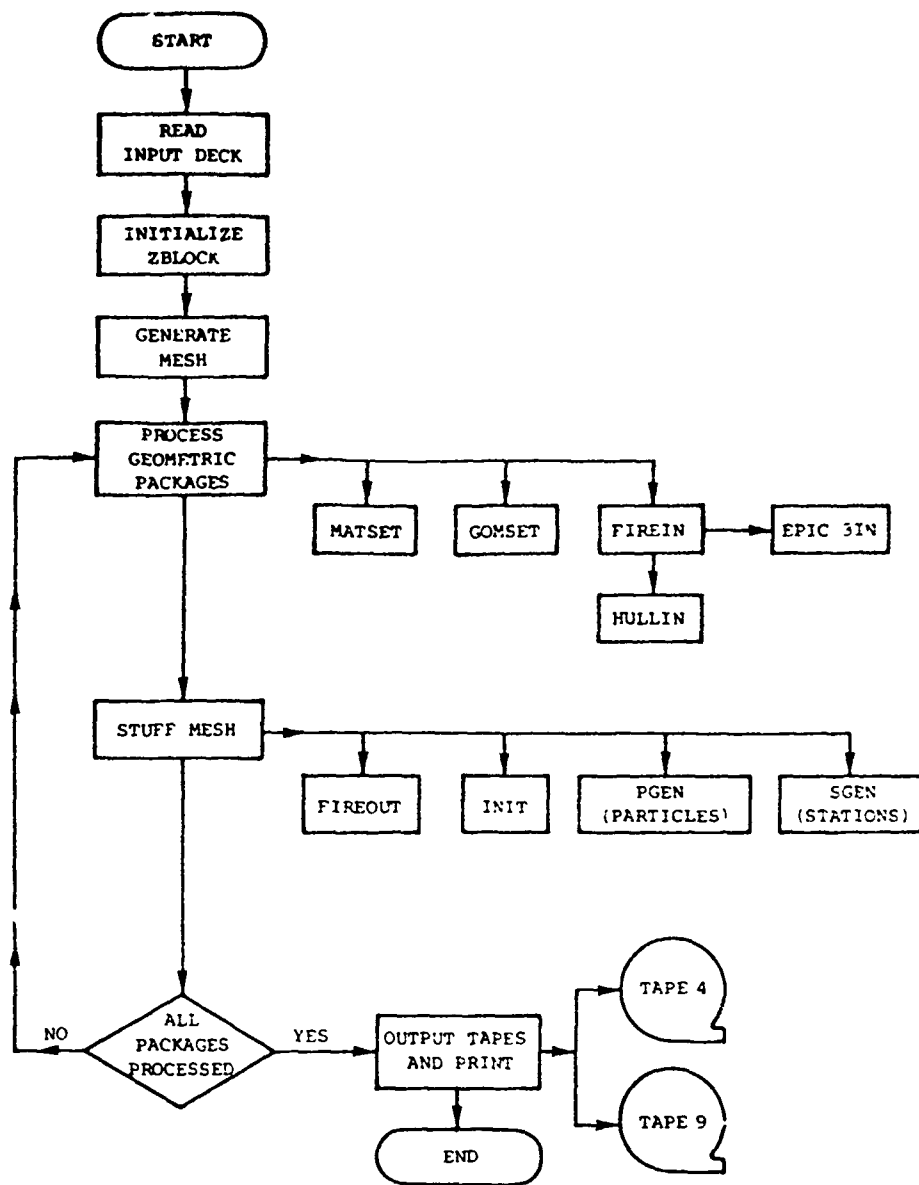 START
READ
INPUT DECK
INITIALIZE
ZBLOCK
GENERATE
MESH
PROCESS
GEOMETRIC
PACKAGES
MATSET
GOMSET
FIREIN
EPIC 3IN
HULLIN
STUFF MESH
FIREOUT
INIT
PGEN
(PARTICLES)
SGEN
(STATIONS)
ALL
PACKAGES
PROCESSED
NO
YES
OUTPUT TAPES
AND PRINT
TAPE 4
TAPE 9
END